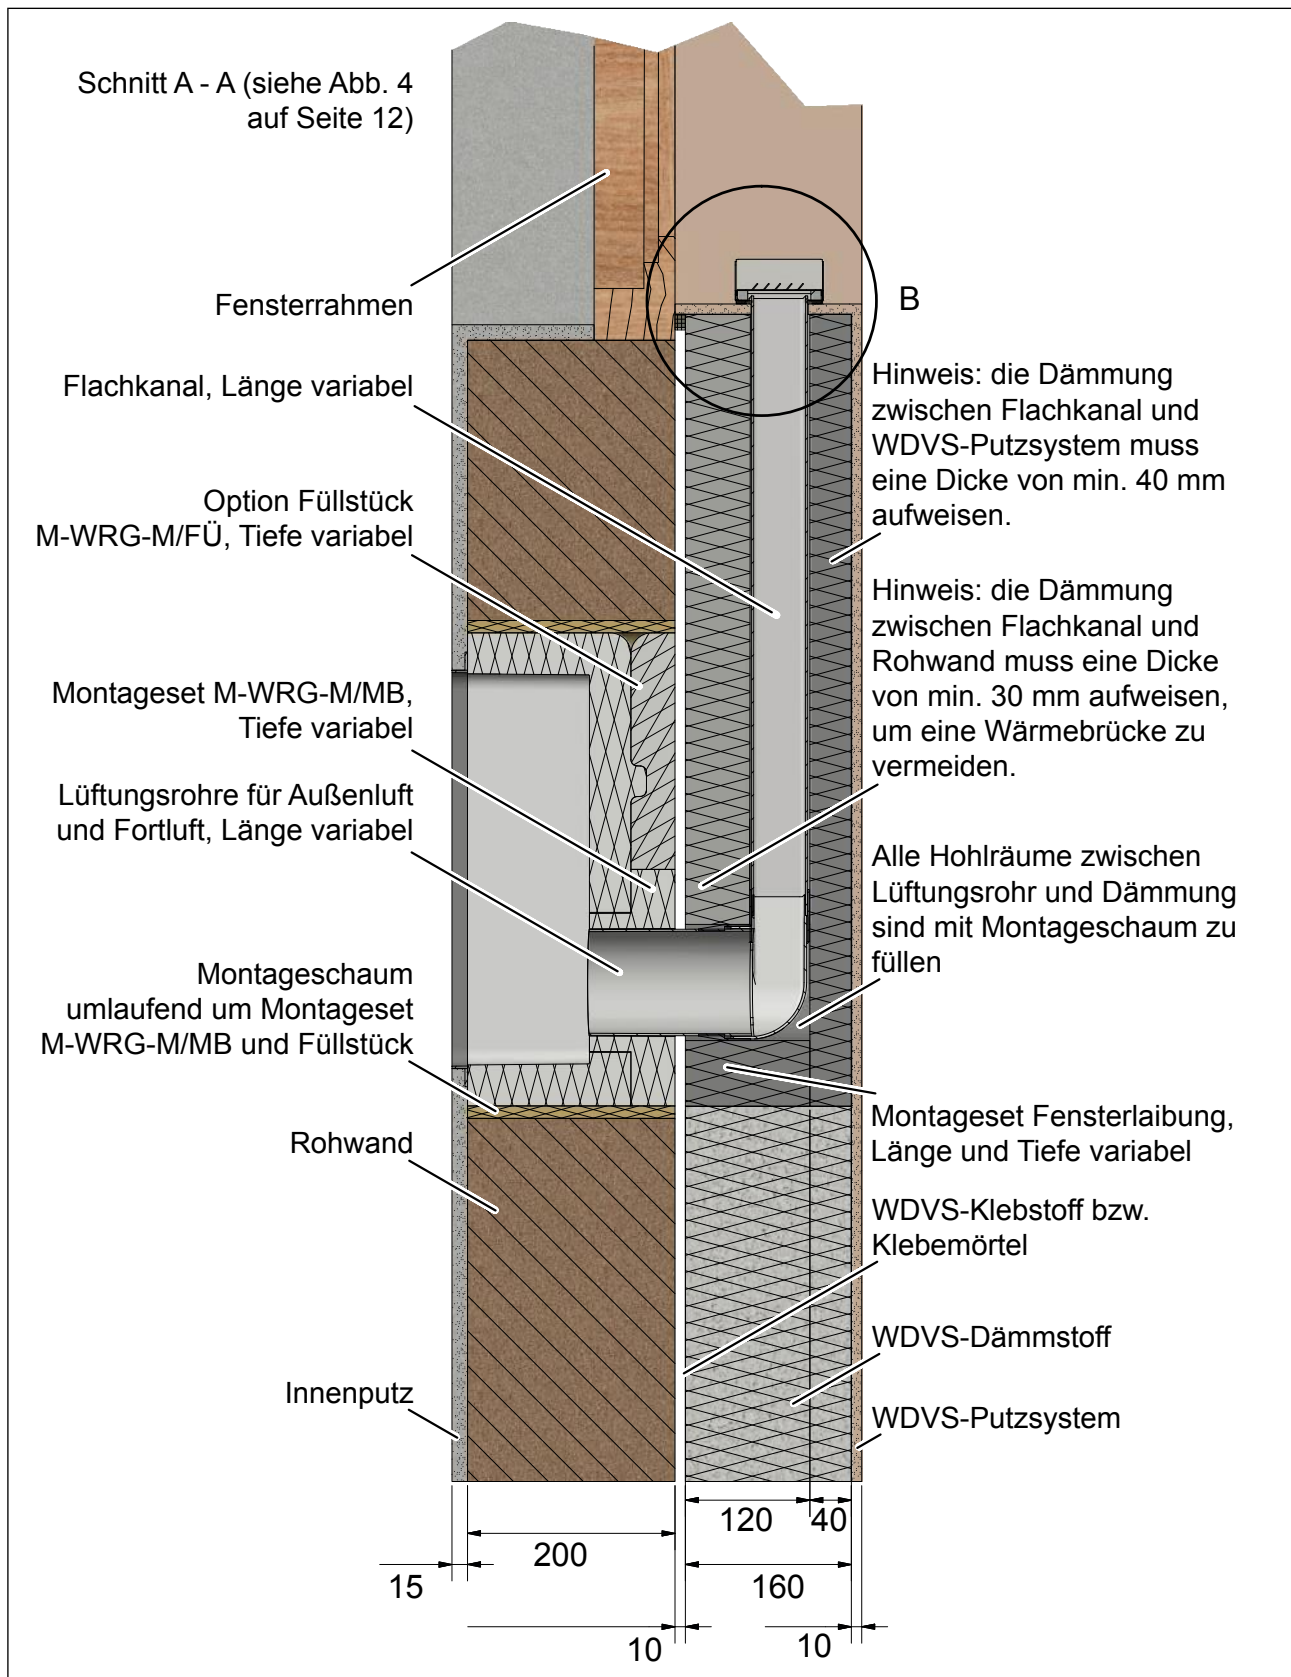 Schnitt A - A (siehe Abb. 4
auf Seite 12)
Fensterrahmen
Flachkanal, Länge variabel
Option Füllstück
M-WRG-M/FÜ, Tiefe variabel
Montageset M-WRG-M/MB,
Tiefe variabel
Lüftungsrohre für Außenluft
und Fortluft, Länge variabel
Montageschaum
umlaufend um Montageset
M-WRG-M/MB und Füllstück
Rohwand
Innenputz
B
Hinweis: die Dämmung
zwischen Flachkanal und
WDVS-Putzsystem muss
eine Dicke von min. 40 mm
aufweisen.
Hinweis: die Dämmung
zwischen Flachkanal und
Rohwand muss eine Dicke
von min. 30 mm aufweisen,
um eine Wärmebrücke zu
vermeiden.
Alle Hohlräume zwischen
Lüftungsrohr und Dämmung
sind mit Montageschaum zu
füllen
Montageset Fensterlaibung,
Länge und Tiefe variabel
WDVS-Klebstoff bzw.
Klebemörtel
WDVS-Dämmstoff
WDVS-Putzsystem
120 40
200
15 160
10 10